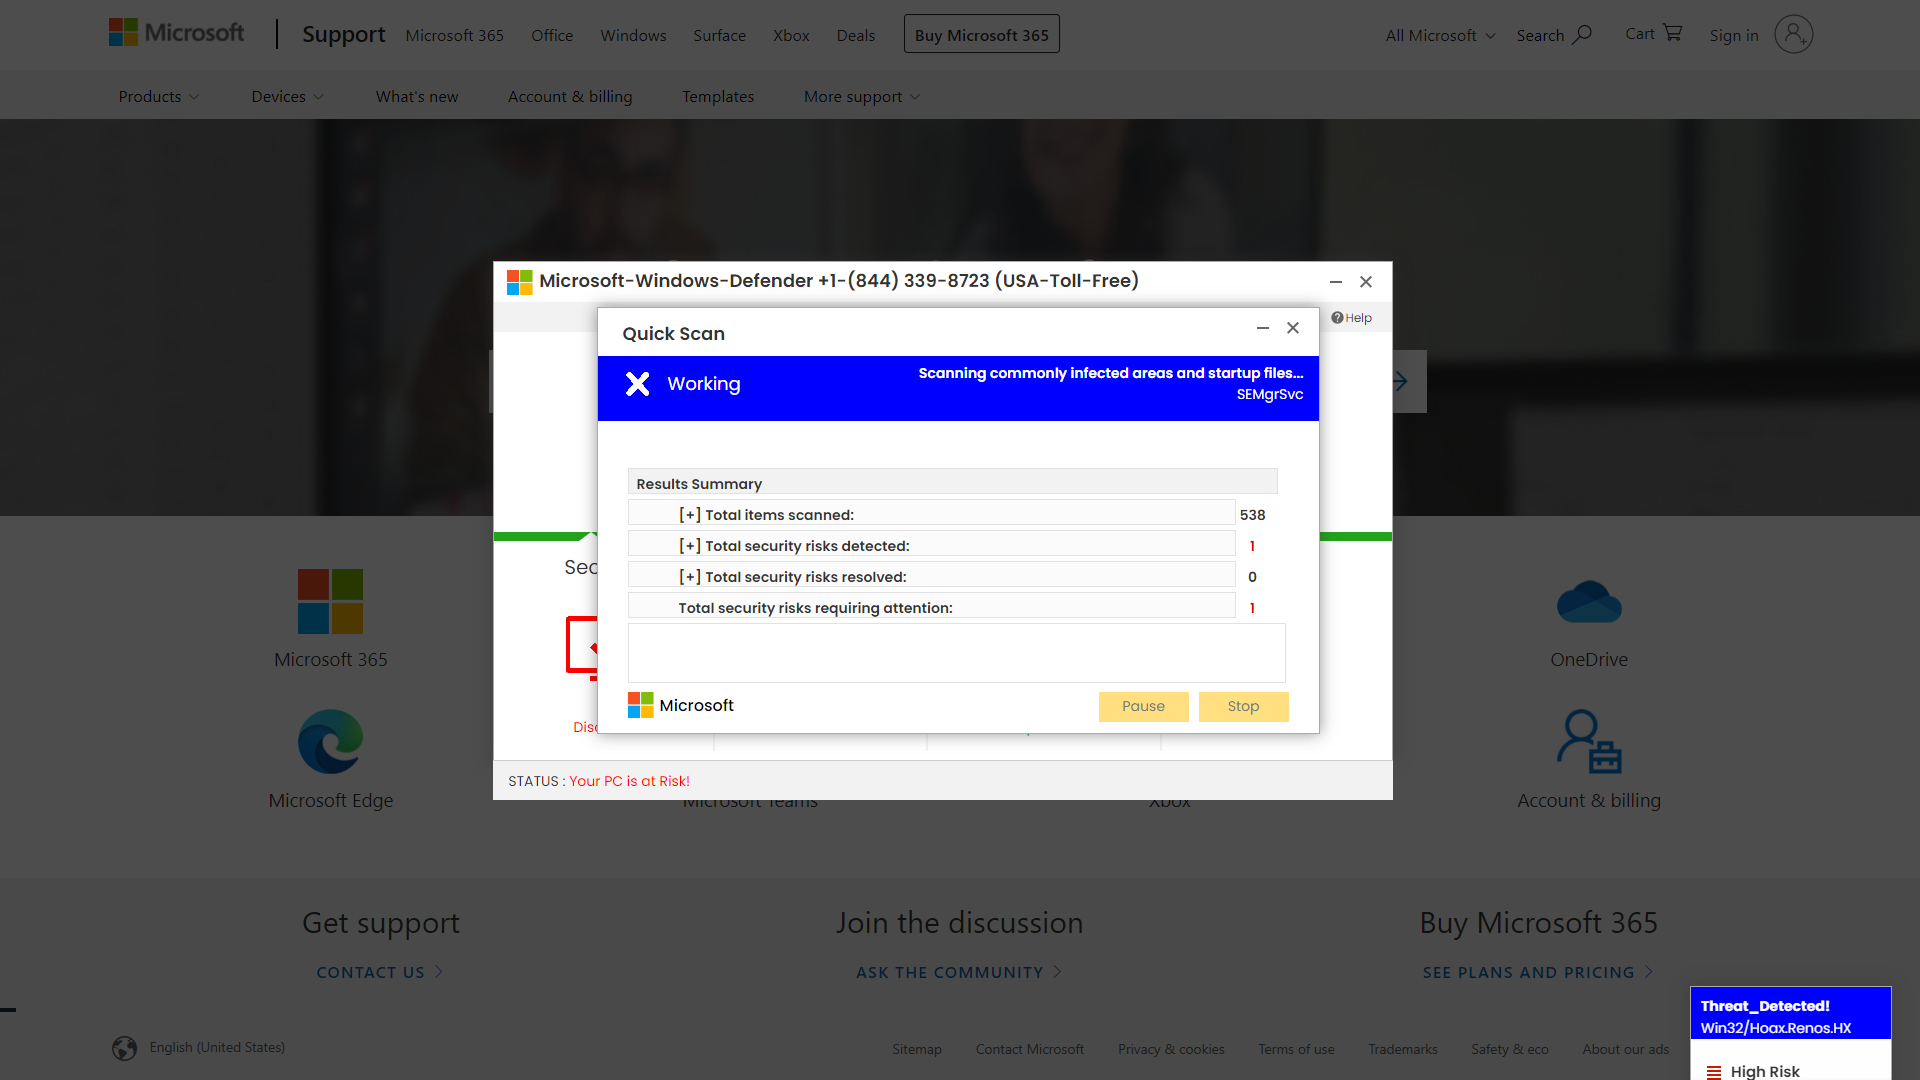 Microsoft
Support
Microsoft 365
Office
Windows
Surface
Xbox
Deals
Buy Microsoft 365
All Microsoft
Search
Cart
Sign in
Products
Devices
What's new
Account & billing
Templates
More support
Microsoft-Windows-Defender +1-(844) 339-8723 (USA-Toll-Free)
Help
Quick Scan
Working
Scanning commonly infected areas and startup files...
SEMgrSvc
Results Summary
[+] Total items scanned: 538
[+] Total security risks detected: 1
[+] Total security risks resolved: 0
Total security risks requiring attention: 1
Microsoft
Pause
Stop
STATUS : Your PC is at Risk!
Microsoft 365
OneDrive
Microsoft Edge
Microsoft Teams
Xbox
Account & billing
Get support
CONTACT US
Join the discussion
ASK THE COMMUNITY
Buy Microsoft 365
SEE PLANS AND PRICING
Threat_Detected!
Win32/Hoax.Renos.HX
High Risk
English (United States)
Sitemap
Contact Microsoft
Privacy & cookies
Terms of use
Trademarks
Safety & eco
About our ads